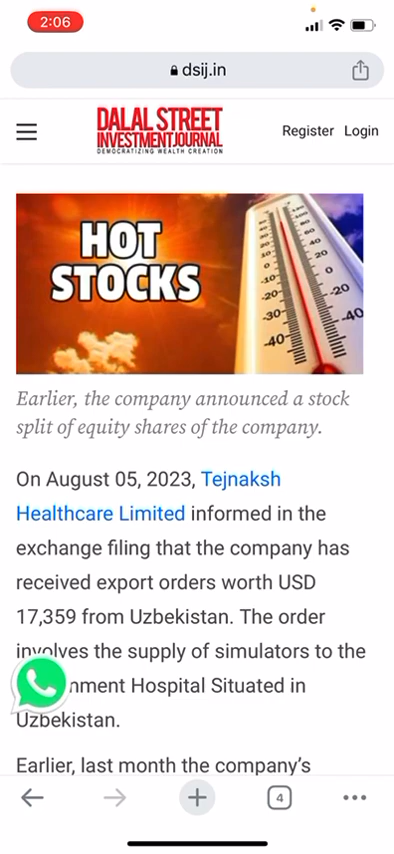 2:06
dsij.in
DALAL STREET
INVESTMENT JOURNAL
DEMOCRATIZING WEALTH CREATION
Register Login
HOT
STOCKS
Earlier, the company announced a stock
split of equity shares of the company.
On August 05, 2023, Tejnaksh
Healthcare Limited informed in the
exchange filing that the company has
received export orders worth USD
17,359 from Uzbekistan. The order
involves the supply of simulators to the
nment Hospital Situated in
Uzbekistan.
Earlier, last month the company's
4